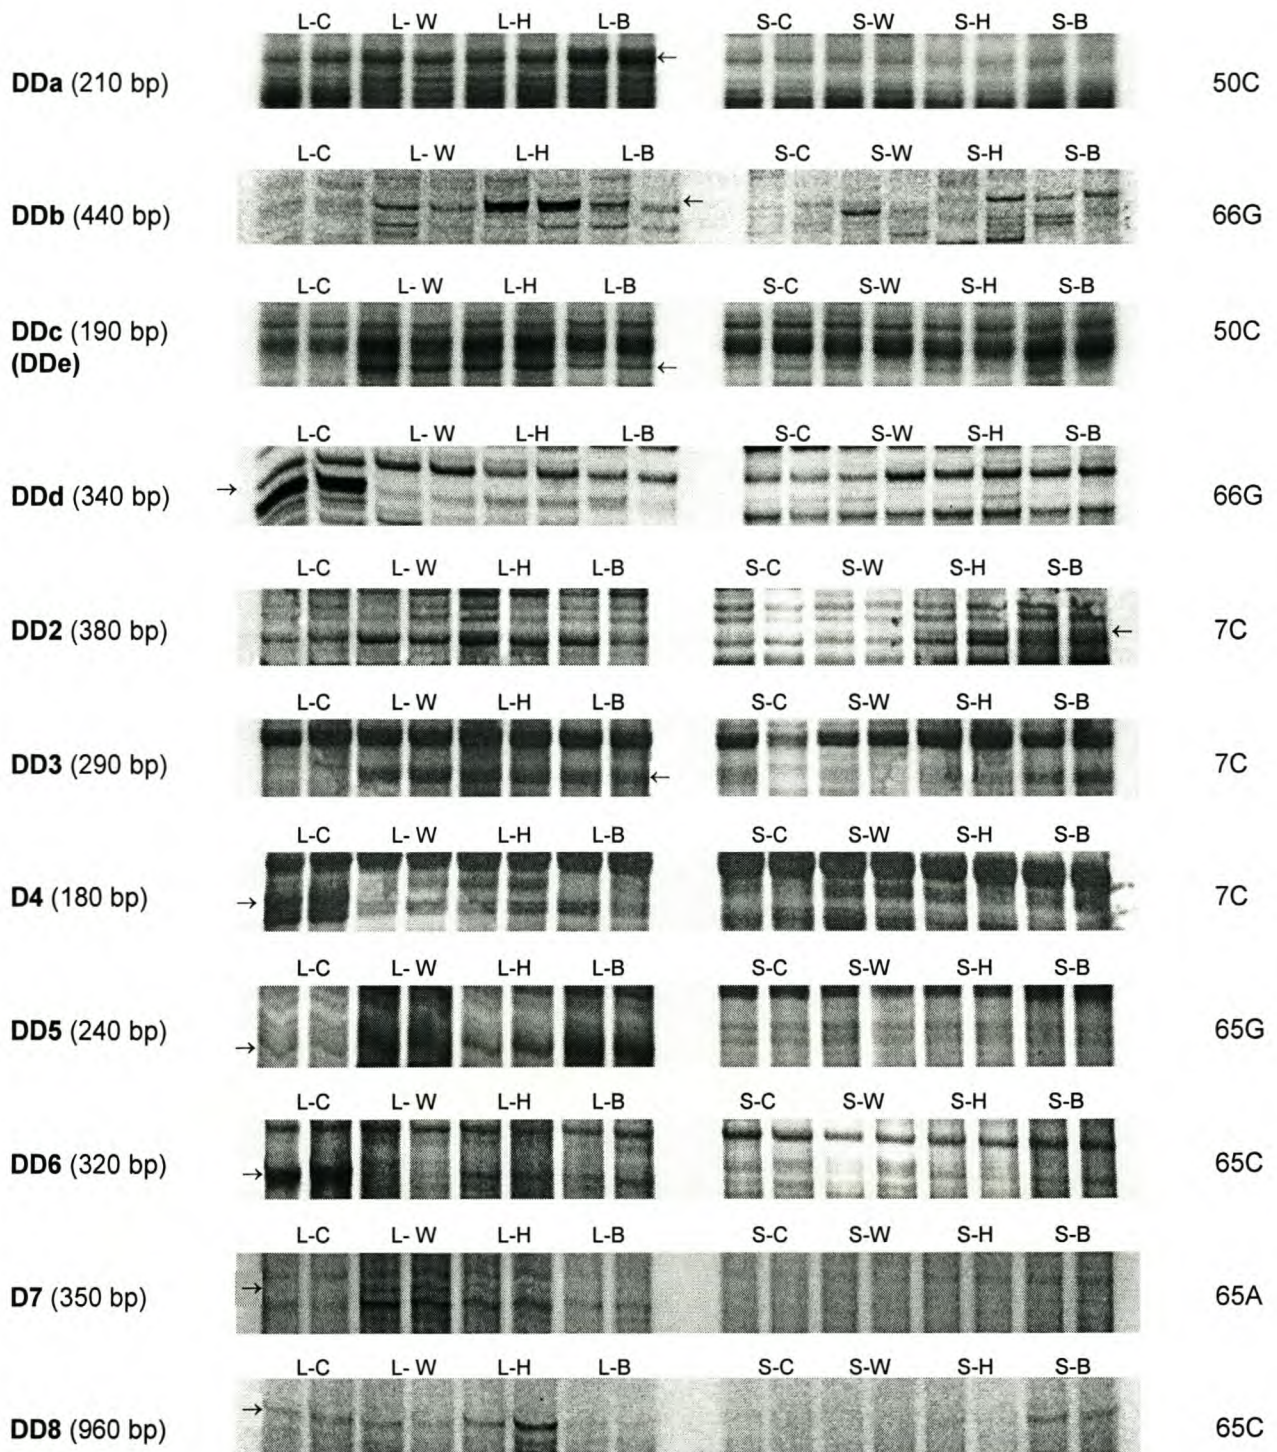 L-C L- W L-H L-B S-C S-W S-H S-B
DDa (210 bp) ← 50C
L-C L- W L-H L-B S-C S-W S-H S-B
DDb (440 bp) ← 66G
L-C L- W L-H L-B S-C S-W S-H S-B
DDc (190 bp) 50C
(DDe) ←
L-C L- W L-H L-B S-C S-W S-H S-B
DDd (340 bp) → 66G
L-C L- W L-H L-B S-C S-W S-H S-B
DD2 (380 bp) ← 7C
L-C L- W L-H L-B S-C S-W S-H S-B
DD3 (290 bp) ← 7C
L-C L- W L-H L-B S-C S-W S-H S-B
D4 (180 bp) → 7C
L-C L- W L-H L-B S-C S-W S-H S-B
DD5 (240 bp) → 65G
L-C L- W L-H L-B S-C S-W S-H S-B
DD6 (320 bp) → 65C
L-C L- W L-H L-B S-C S-W S-H S-B
D7 (350 bp) → 65A
L-C L- W L-H L-B S-C S-W S-H S-B
DD8 (960 bp) → 65C